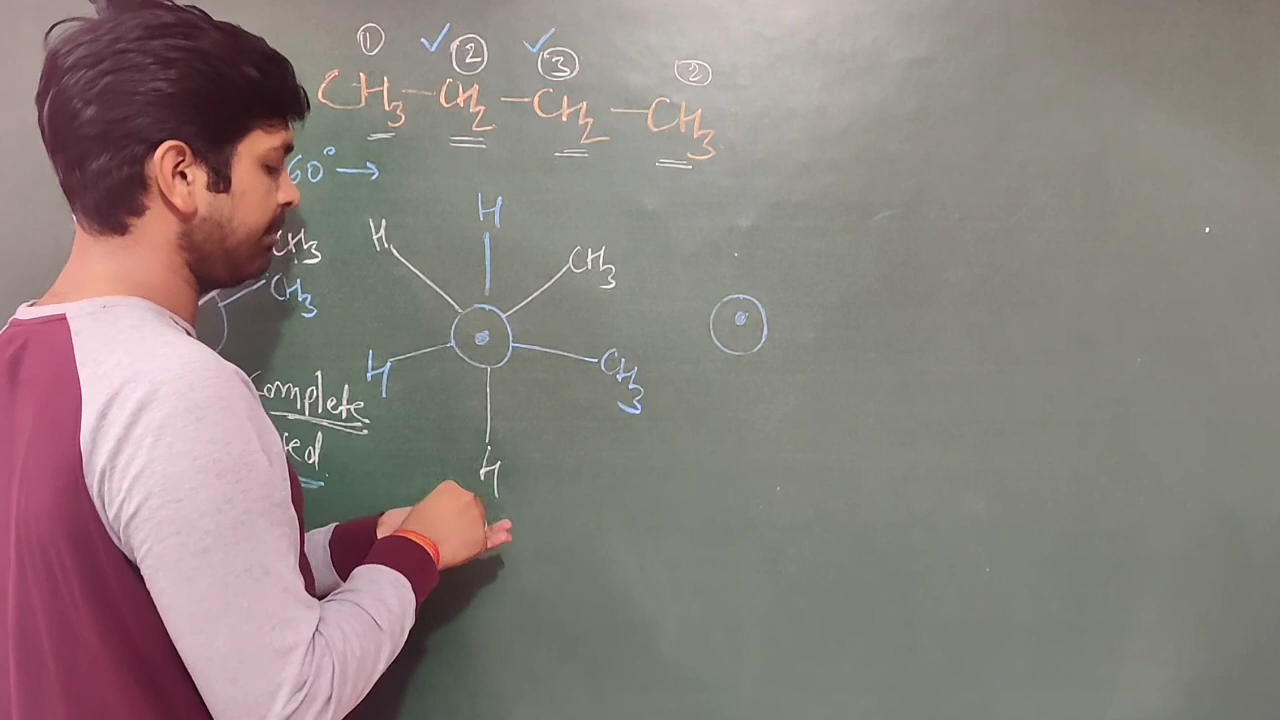 ① ② ③ ②
CH3-CH2-CH2-CH3
60° →
H
H CH3
CH3
CH3
H CH3
Complete
H